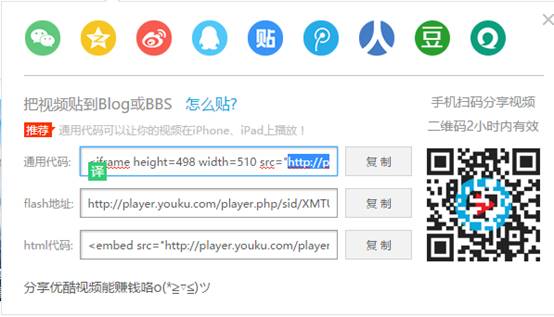 贴
人
豆
把视频贴到Blog或BBS 怎么贴?
推荐 通用代码可以让你的视频在iPhone、iPad上播放！
通用代码: <iframe height=498 width=510 src="http://p 复 制
译
flash地址: http://player.youku.com/player.php/sid/XMTU 复 制
html代码: <embed src="http://player.youku.com/player 复 制
分享优酷视频能赚钱咯o(*≧▽≦)ツ
手机扫码分享视频
二维码2小时内有效